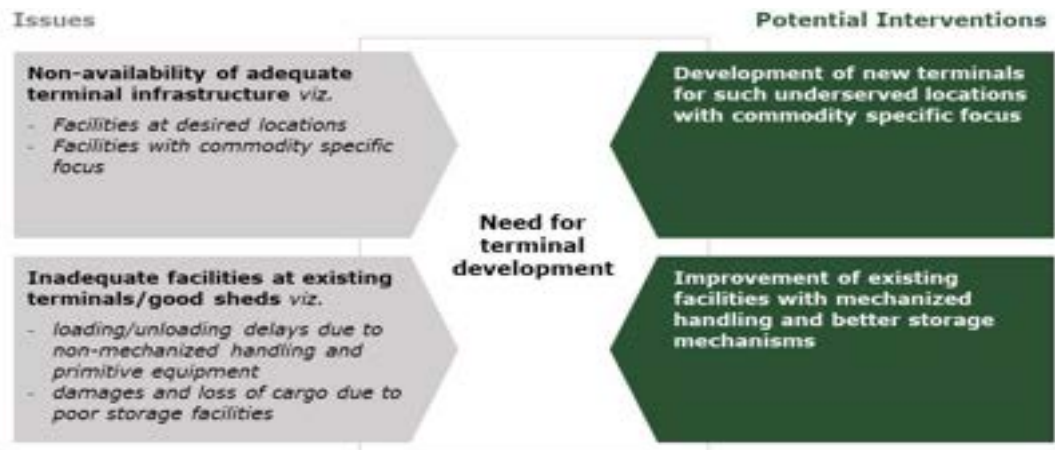 Issues
Potential Interventions
Non-availability of adequate
terminal infrastructure viz.
- Facilities at desired locations
- Facilities with commodity specific
focus
Development of new terminals
for such underserved locations
with commodity specific focus
Need for
terminal
development
Inadequate facilities at existing
terminals/good sheds viz.
- loading/unloading delays due to
non-mechanized handling and
primitive equipment
- damages and loss of cargo due to
poor storage facilities
Improvement of existing
facilities with mechanized
handling and better storage
mechanisms